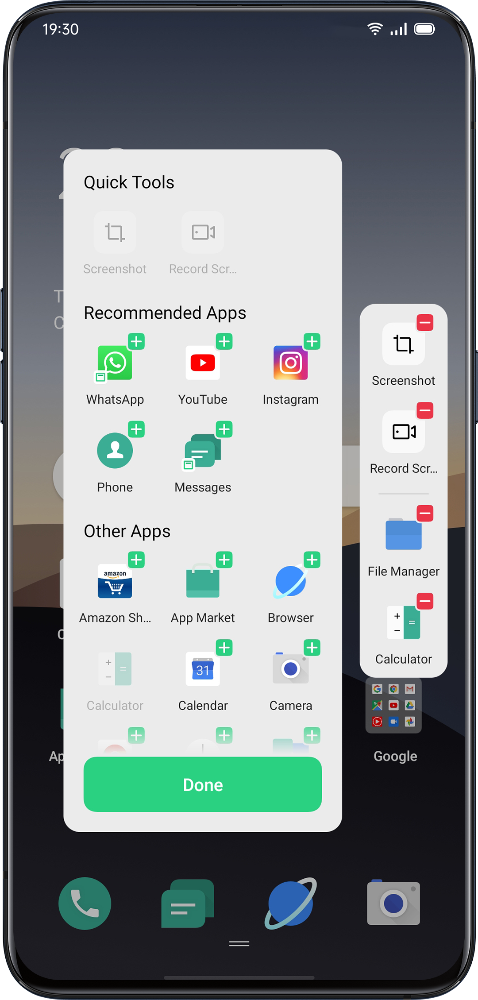 19:30
Quick Tools
Screenshot
Record Scr...
Recommended Apps
WhatsApp
YouTube
Instagram
Phone
Messages
Other Apps
amazon
Amazon Sh...
App Market
Browser
31
Calculator
Calendar
Camera
Done
Screenshot
Record Scr...
File Manager
Calculator
Google